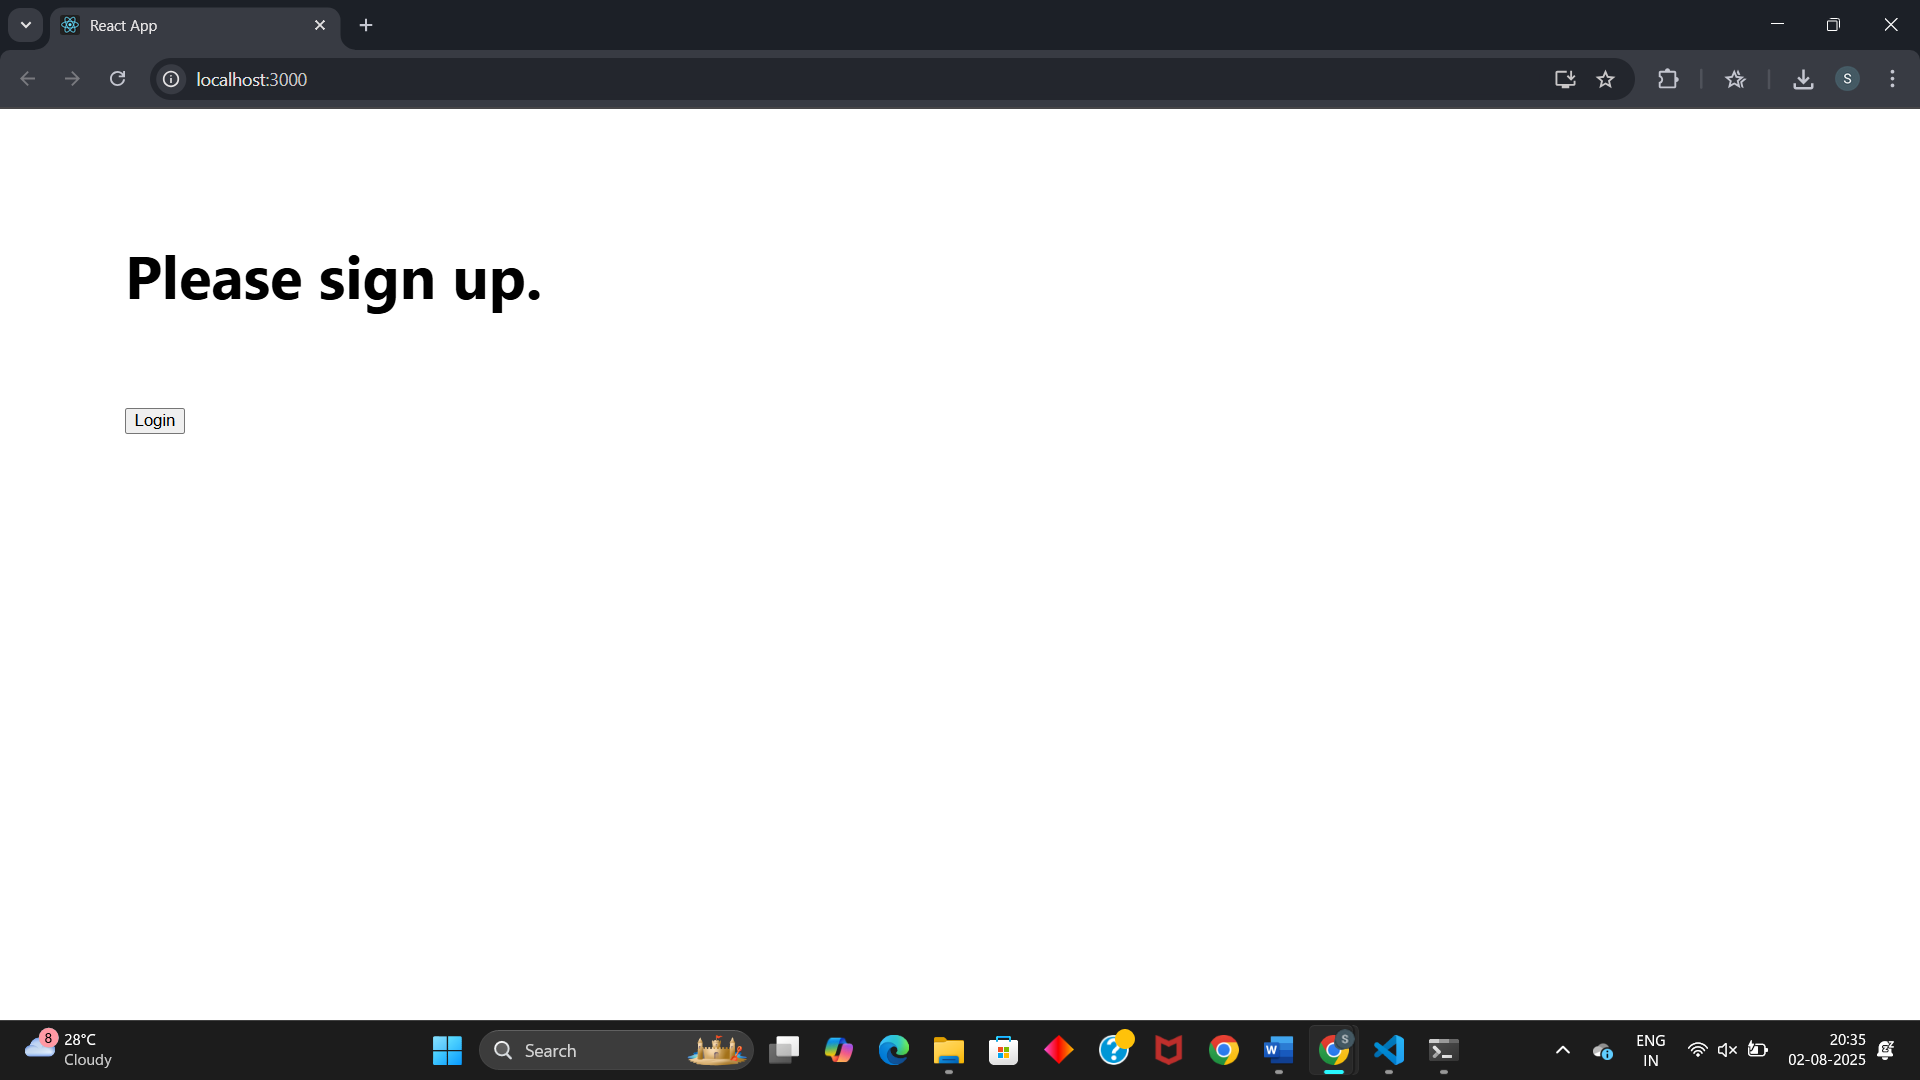 React App
localhost:3000
S
Please sign up.
Login
8
28°C
Cloudy
Search
W
S
ENG
IN
20:35
02-08-2025